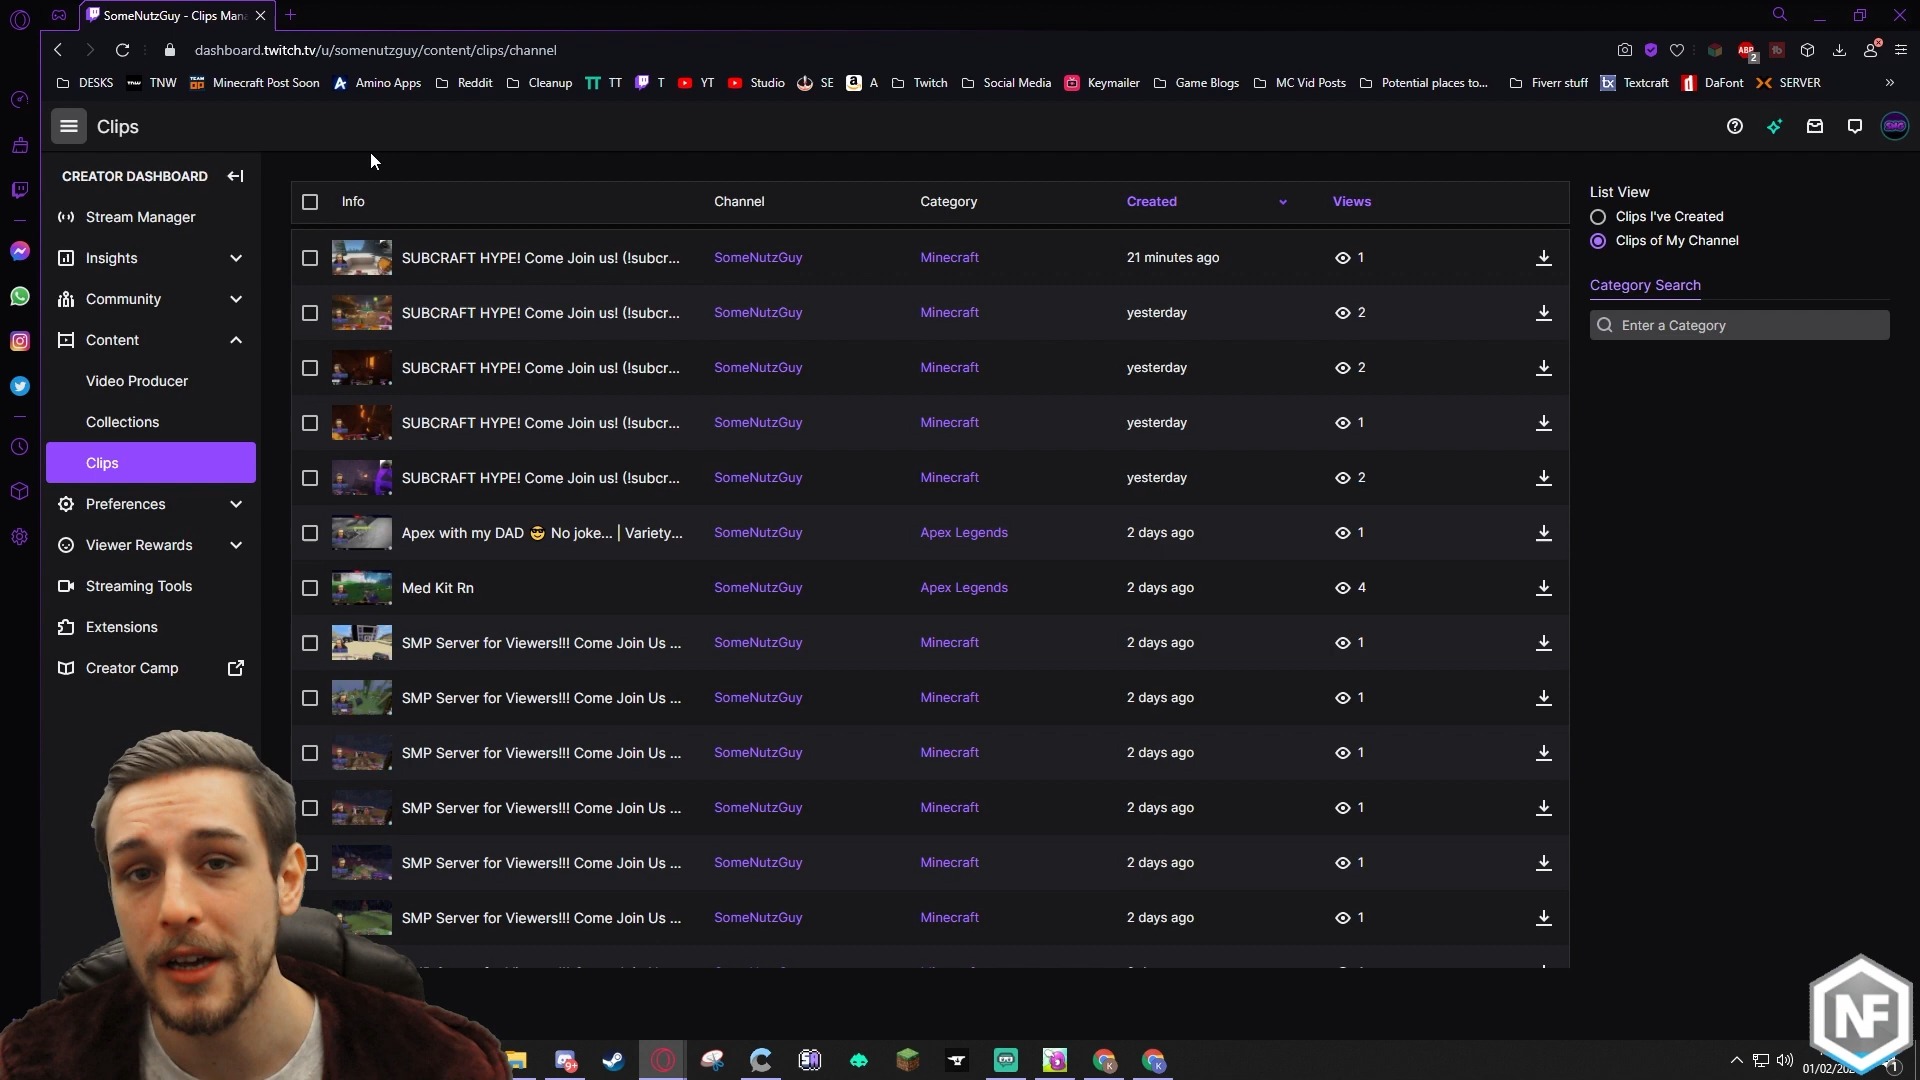 SomeNutzGuy - Clips Mana
dashboard.twitch.tv/u/somenutzguy/content/clips/channel
ABP 2
DESKS TNW Minecraft Post Soon Amino Apps Reddit Cleanup TT TT T YT Studio SE A Twitch Social Media Keymailer Game Blogs MC Vid Posts Potential places to... Fiverr stuff tx Textcraft DaFont SERVER
Clips
CREATOR DASHBOARD
Stream Manager
Insights
Community
Content
Video Producer
Collections
Clips
Preferences
Viewer Rewards
Streaming Tools
Extensions
Creator Camp
Info Channel Category Created Views
SUBCRAFT HYPE! Come Join us! (!subcr... SomeNutzGuy Minecraft 21 minutes ago 1
SUBCRAFT HYPE! Come Join us! (!subcr... SomeNutzGuy Minecraft yesterday 2
SUBCRAFT HYPE! Come Join us! (!subcr... SomeNutzGuy Minecraft yesterday 2
SUBCRAFT HYPE! Come Join us! (!subcr... SomeNutzGuy Minecraft yesterday 1
SUBCRAFT HYPE! Come Join us! (!subcr... SomeNutzGuy Minecraft yesterday 2
Apex with my DAD 😎 No joke... | Variety... SomeNutzGuy Apex Legends 2 days ago 1
Med Kit Rn SomeNutzGuy Apex Legends 2 days ago 4
SMP Server for Viewers!!! Come Join Us ... SomeNutzGuy Minecraft 2 days ago 1
SMP Server for Viewers!!! Come Join Us ... SomeNutzGuy Minecraft 2 days ago 1
SMP Server for Viewers!!! Come Join Us ... SomeNutzGuy Minecraft 2 days ago 1
SMP Server for Viewers!!! Come Join Us ... SomeNutzGuy Minecraft 2 days ago 1
SMP Server for Viewers!!! Come Join Us ... SomeNutzGuy Minecraft 2 days ago 1
SMP Server for Viewers!!! Come Join Us ... SomeNutzGuy Minecraft 2 days ago 1
List View
Clips I've Created
Clips of My Channel
Category Search
Enter a Category
NF
01/02/20
1